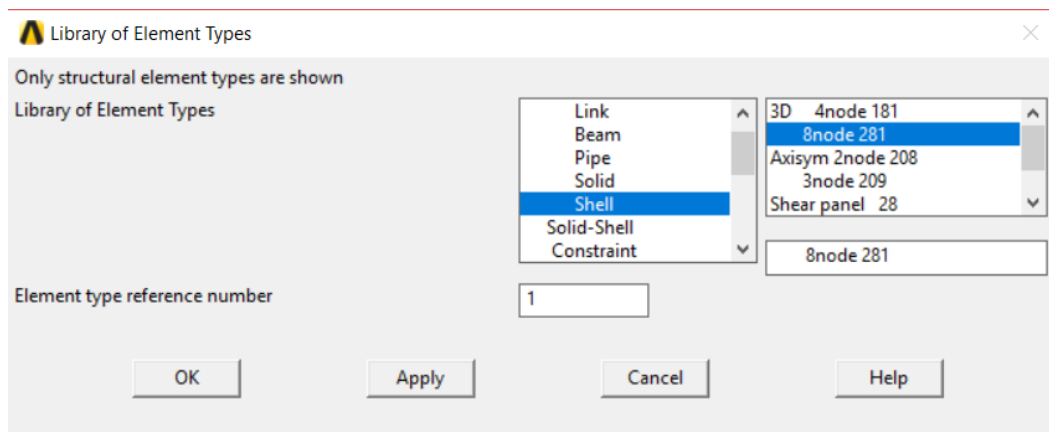 Library of Element Types
Only structural element types are shown
Library of Element Types
Link
Beam
Pipe
Solid
Shell
Solid-Shell
Constraint
3D 4node 181
8node 281
Axisym 2node 208
3node 209
Shear panel 28
8node 281
Element type reference number
1
OK Apply Cancel Help